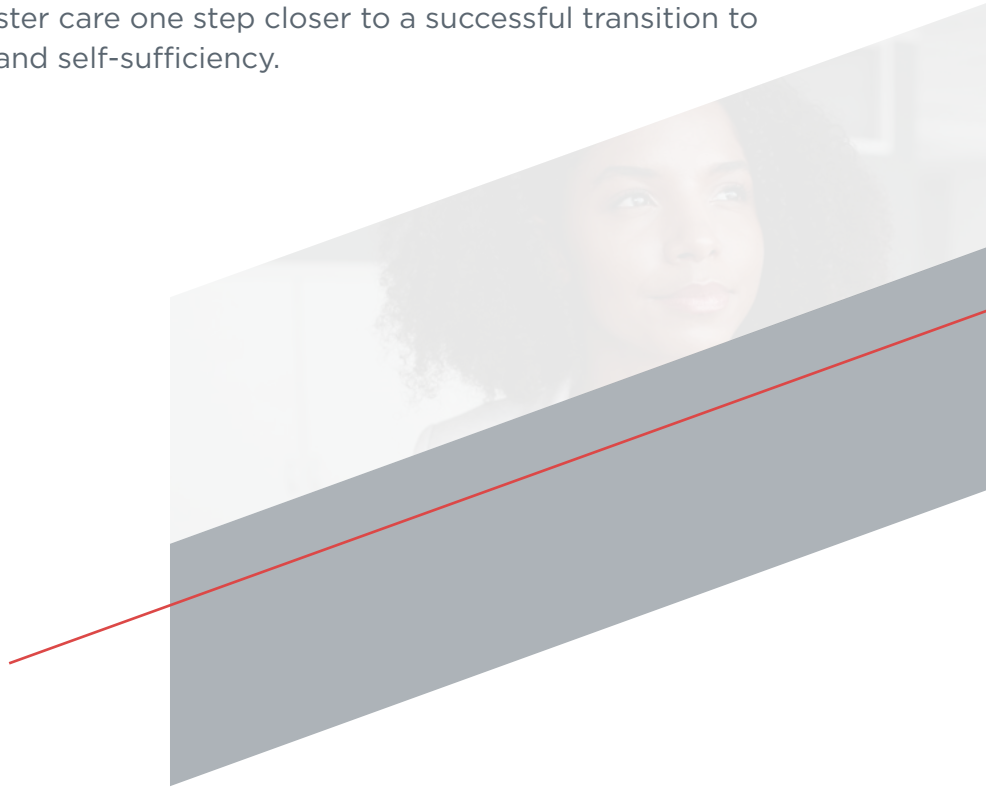 ster care one step closer to a successful transition to
and self-sufficiency.